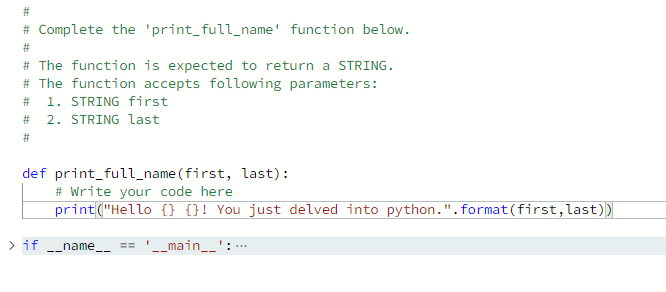 #
# Complete the 'print_full_name' function below.
#
# The function is expected to return a STRING.
# The function accepts following parameters:
#  1. STRING first
#  2. STRING last
#
def print_full_name(first, last):
    # Write your code here
    print("Hello {} {}! You just delved into python.".format(first,last))
if __name__ == '__main__':⋯